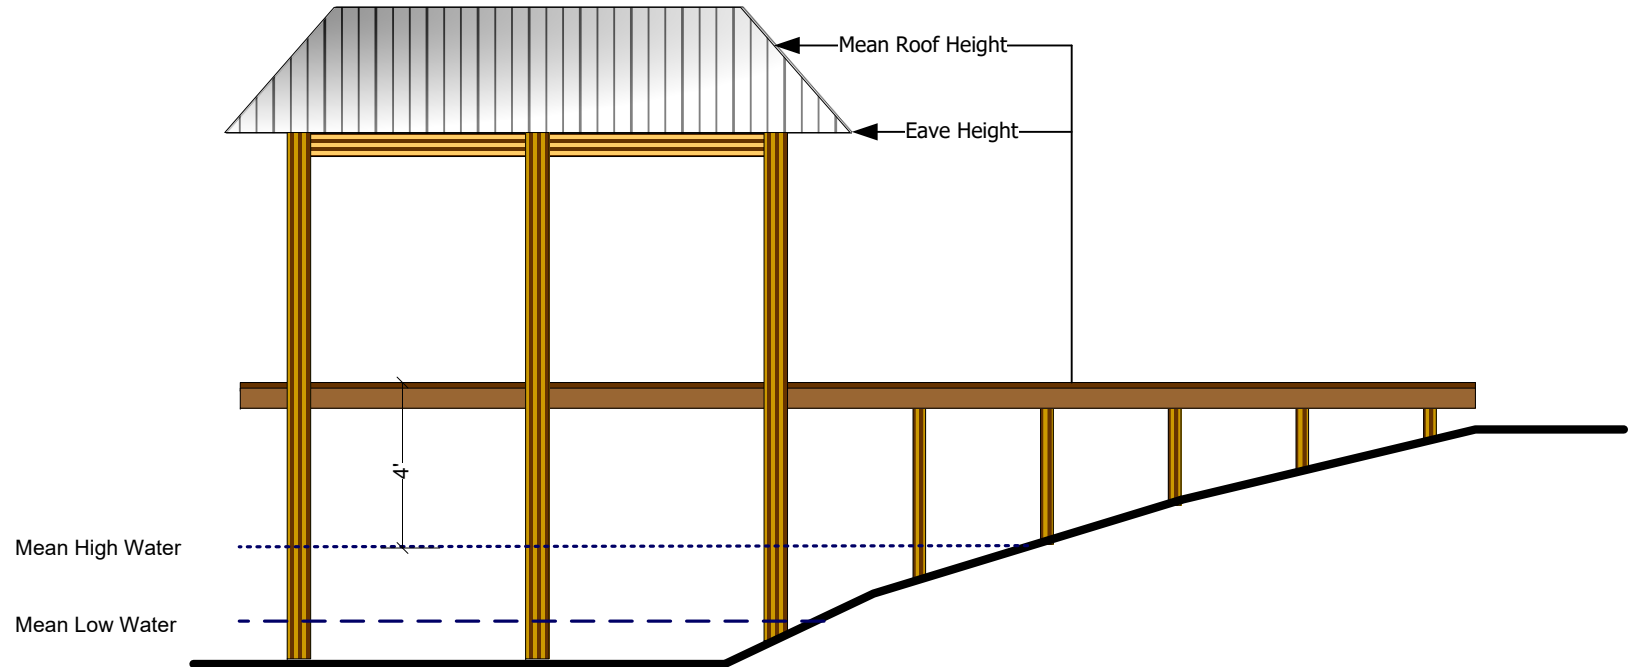 Mean Roof Height
Eave Height
4'
Mean High Water
Mean Low Water